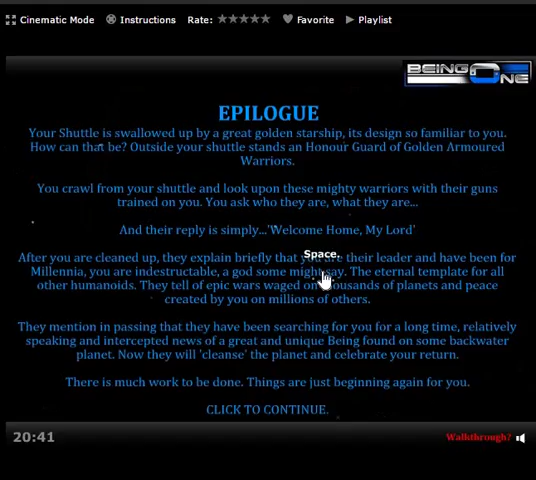 Cinematic Mode Instructions Rate: Favorite Playlist
BEING ONE
EPILOGUE
Your Shuttle is swallowed up by a great golden starship, its design so familiar to you.
How can that be? Outside your shuttle stands an Honour Guard of Golden Armoured
Warriors.
You crawl from your shuttle and look upon these mighty warriors with their guns
trained on you. You ask who they are, what they are...
And their reply is simply...'Welcome Home, My Lord'
Space.
After you are cleaned up, they explain briefly that you are their leader and have been for
Millennia, you are indestructable, a god some might say. The eternal template for all
other humanoids. They tell of epic wars waged on thousands of planets and peace
created by you on millions of others.
They mention in passing that they have been searching for you for a long time, relatively
speaking and intercepted news of a great and unique Being found on some backwater
planet. Now they will 'cleanse' the planet and celebrate your return.
There is much work to be done. Things are just beginning again for you.
CLICK TO CONTINUE.
20:41 Walkthrough?